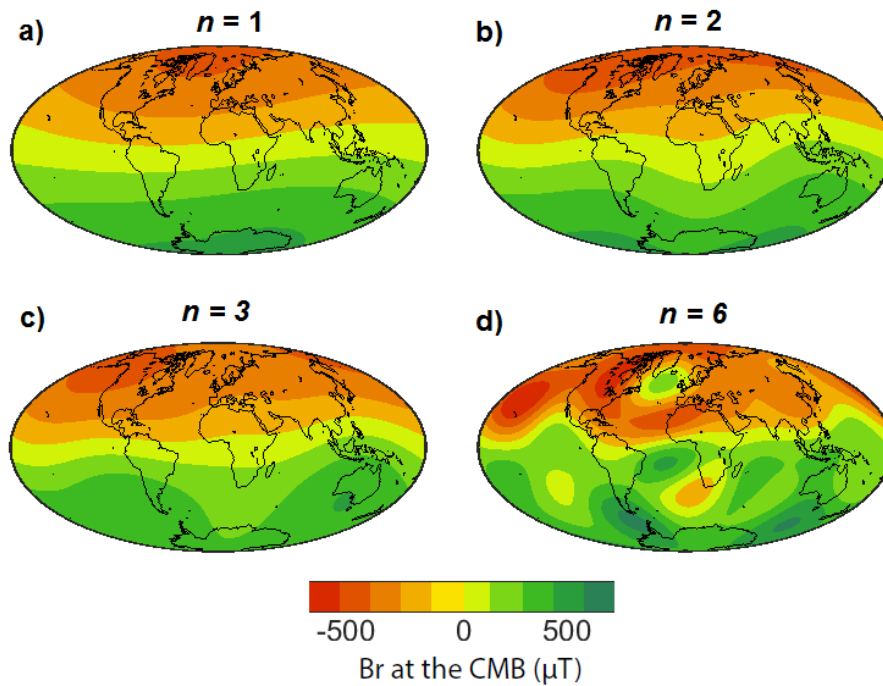 a) n = 1
b) n = 2
c) n = 3
d) n = 6
-500 0 500
Br at the CMB (μT)